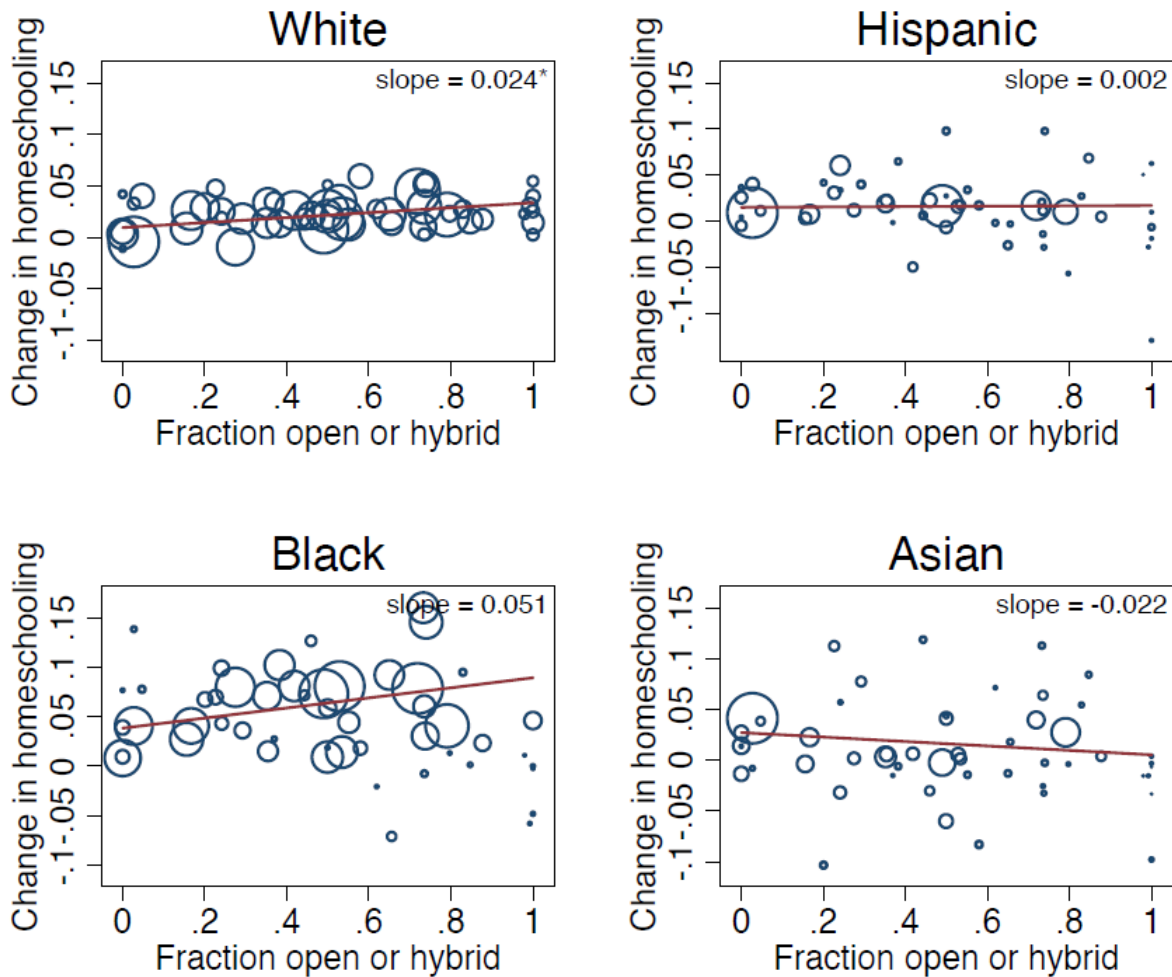 White
Change in homeschooling
-.1 -.05 0 .05 .1 .15
slope = 0.024*
0 .2 .4 .6 .8 1
Fraction open or hybrid
Hispanic
Change in homeschooling
-.1 -.05 0 .05 .1 .15
slope = 0.002
0 .2 .4 .6 .8 1
Fraction open or hybrid
Black
Change in homeschooling
-.1 -.05 0 .05 .1 .15
slope = 0.051
0 .2 .4 .6 .8 1
Fraction open or hybrid
Asian
Change in homeschooling
-.1 -.05 0 .05 .1 .15
slope = -0.022
0 .2 .4 .6 .8 1
Fraction open or hybrid